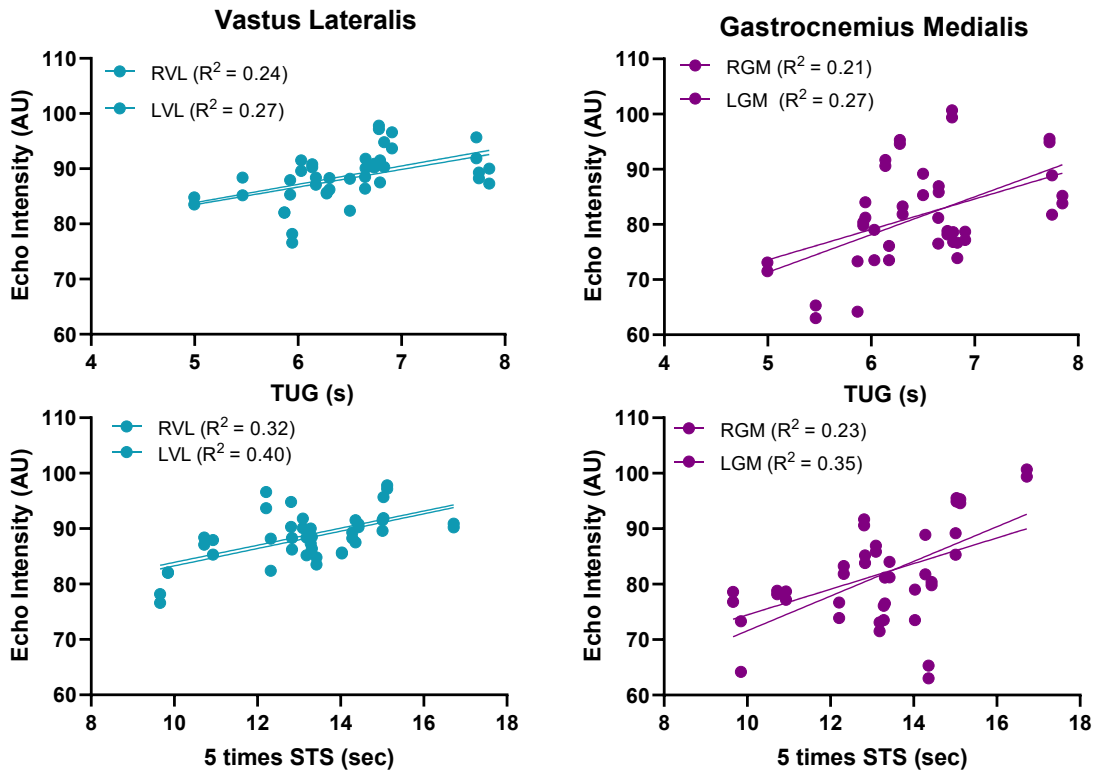 Vastus Lateralis
Gastrocnemius Medialis
Echo Intensity (AU)
110
100
90
80
70
60
RVL (R² = 0.24)
LVL (R² = 0.27)
4 5 6 7 8
TUG (s)
Echo Intensity (AU)
110
100
90
80
70
60
RGM (R² = 0.21)
LGM (R² = 0.27)
4 5 6 7 8
TUG (s)
Echo Intensity (AU)
110
100
90
80
70
60
RVL (R² = 0.32)
LVL (R² = 0.40)
8 10 12 14 16 18
5 times STS (sec)
Echo Intensity (AU)
110
100
90
80
70
60
RGM (R² = 0.23)
LGM (R² = 0.35)
8 10 12 14 16 18
5 times STS (sec)